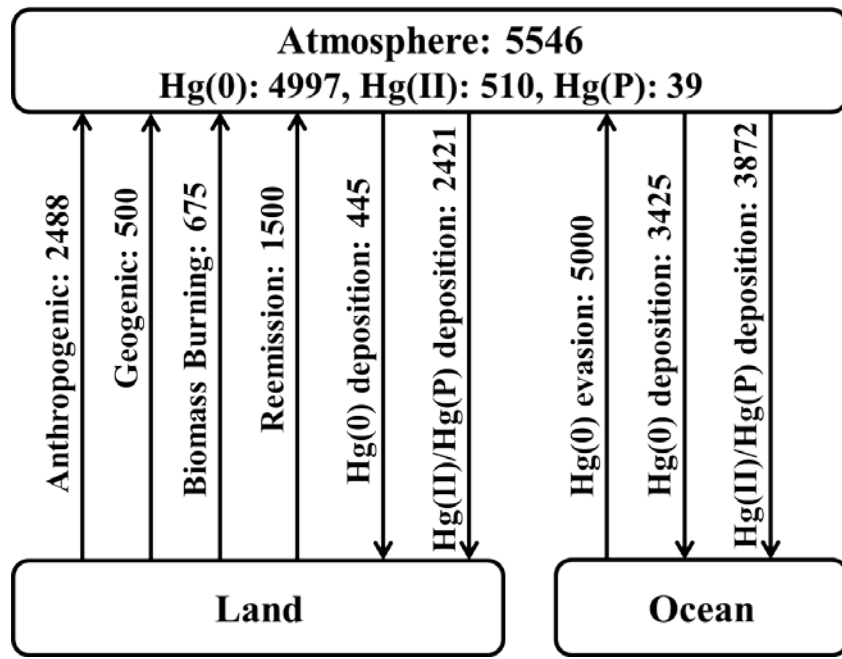 Atmosphere: 5546
Hg(0): 4997, Hg(II): 510, Hg(P): 39
Anthropogenic: 2488
Geogenic: 500
Biomass Burning: 675
Reemission: 1500
Hg(0) deposition: 445
Hg(II)/Hg(P) deposition: 2421
Hg(0) evasion: 5000
Hg(0) deposition: 3425
Hg(II)/Hg(P) deposition: 3872
Land
Ocean